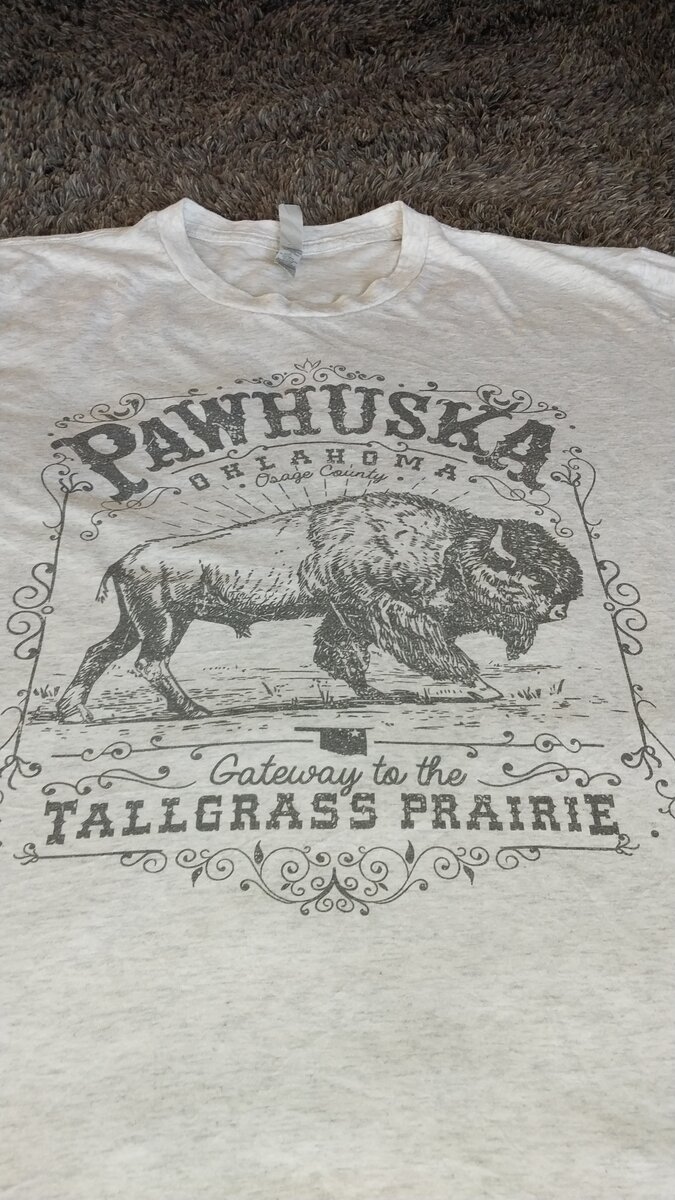 PAWHUSKA
OKLAHOMA
Osage County
Gateway to the
TALLGRASS PRAIRIE